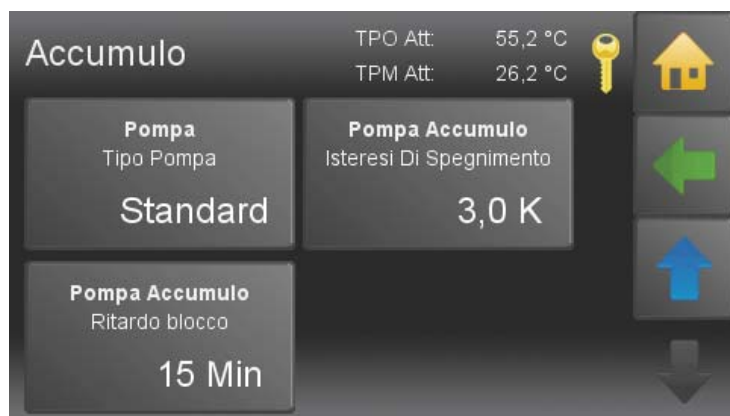 Accumulo
TPO Att: 55,2 °C
TPM Att: 26,2 °C
Pompa
Tipo Pompa
Standard
Pompa Accumulo
Isteresi Di Spegnimento
3,0 K
Pompa Accumulo
Ritardo blocco
15 Min